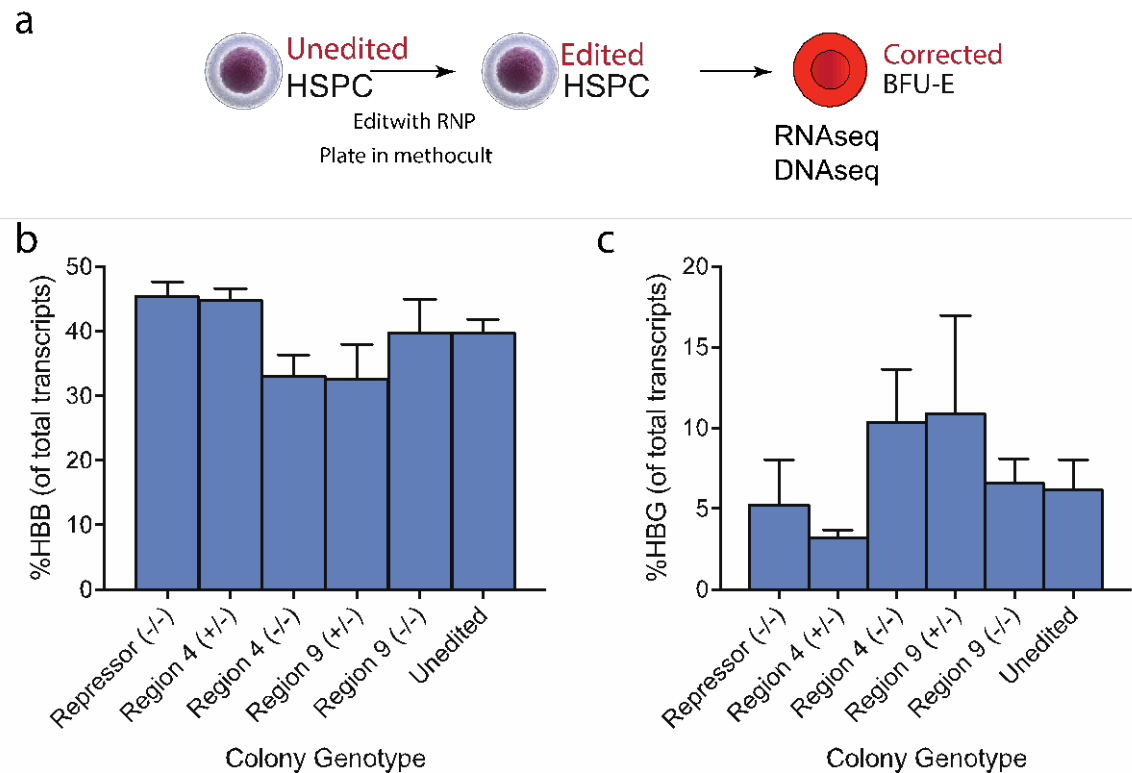 a
Unedited
HSPC
Editwith RNP
Plate in methocult
Edited
HSPC
Corrected
BFU-E
RNAseq
DNAseq
b
%HBB (of total transcripts)
50
40
30
20
10
0
Repressor (-/-)
Region 4 (+/-)
Region 4 (-/-)
Region 9 (+/-)
Region 9 (-/-)
Unedited
Colony Genotype
c
%HBG (of total transcripts)
20
15
10
5
0
Repressor (-/-)
Region 4 (+/-)
Region 4 (-/-)
Region 9 (+/-)
Region 9 (-/-)
Unedited
Colony Genotype